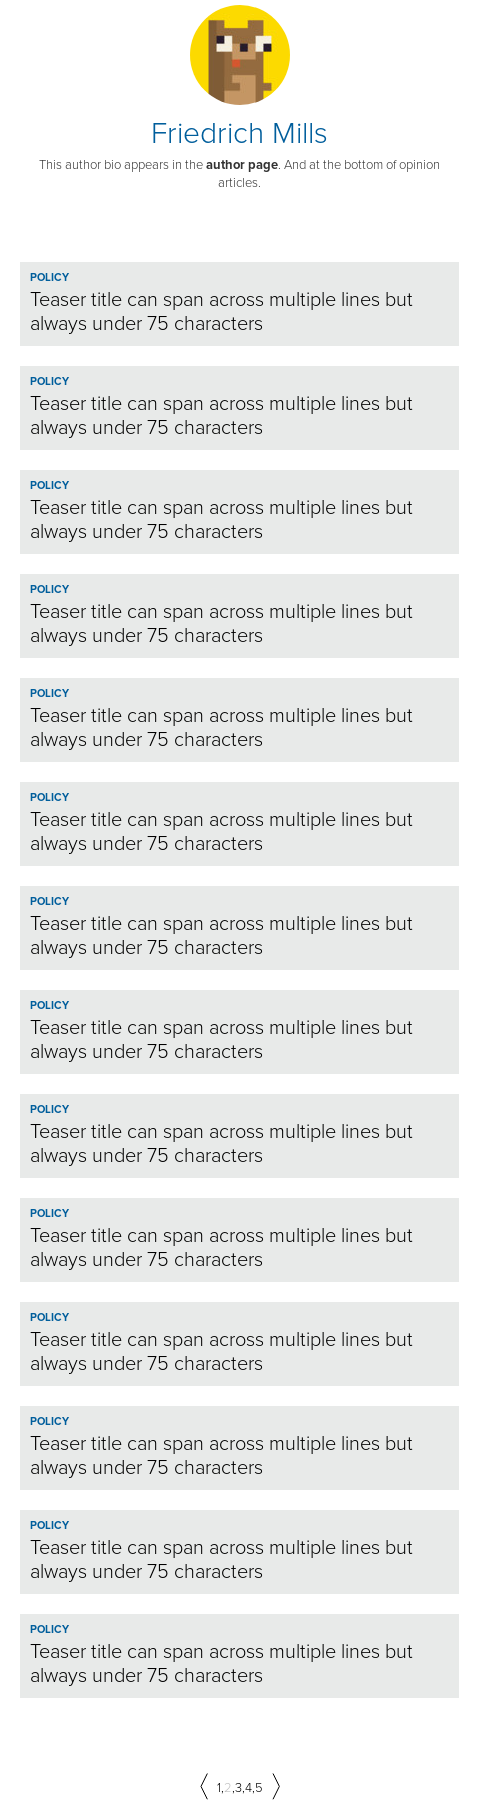 Friedrich Mills
This author bio appears in the author page. And at the bottom of opinion
articles.
POLICY
Teaser title can span across multiple lines but
always under 75 characters
POLICY
Teaser title can span across multiple lines but
always under 75 characters
POLICY
Teaser title can span across multiple lines but
always under 75 characters
POLICY
Teaser title can span across multiple lines but
always under 75 characters
POLICY
Teaser title can span across multiple lines but
always under 75 characters
POLICY
Teaser title can span across multiple lines but
always under 75 characters
POLICY
Teaser title can span across multiple lines but
always under 75 characters
POLICY
Teaser title can span across multiple lines but
always under 75 characters
POLICY
Teaser title can span across multiple lines but
always under 75 characters
POLICY
Teaser title can span across multiple lines but
always under 75 characters
POLICY
Teaser title can span across multiple lines but
always under 75 characters
POLICY
Teaser title can span across multiple lines but
always under 75 characters
POLICY
Teaser title can span across multiple lines but
always under 75 characters
POLICY
Teaser title can span across multiple lines but
always under 75 characters
1,2,3,4,5